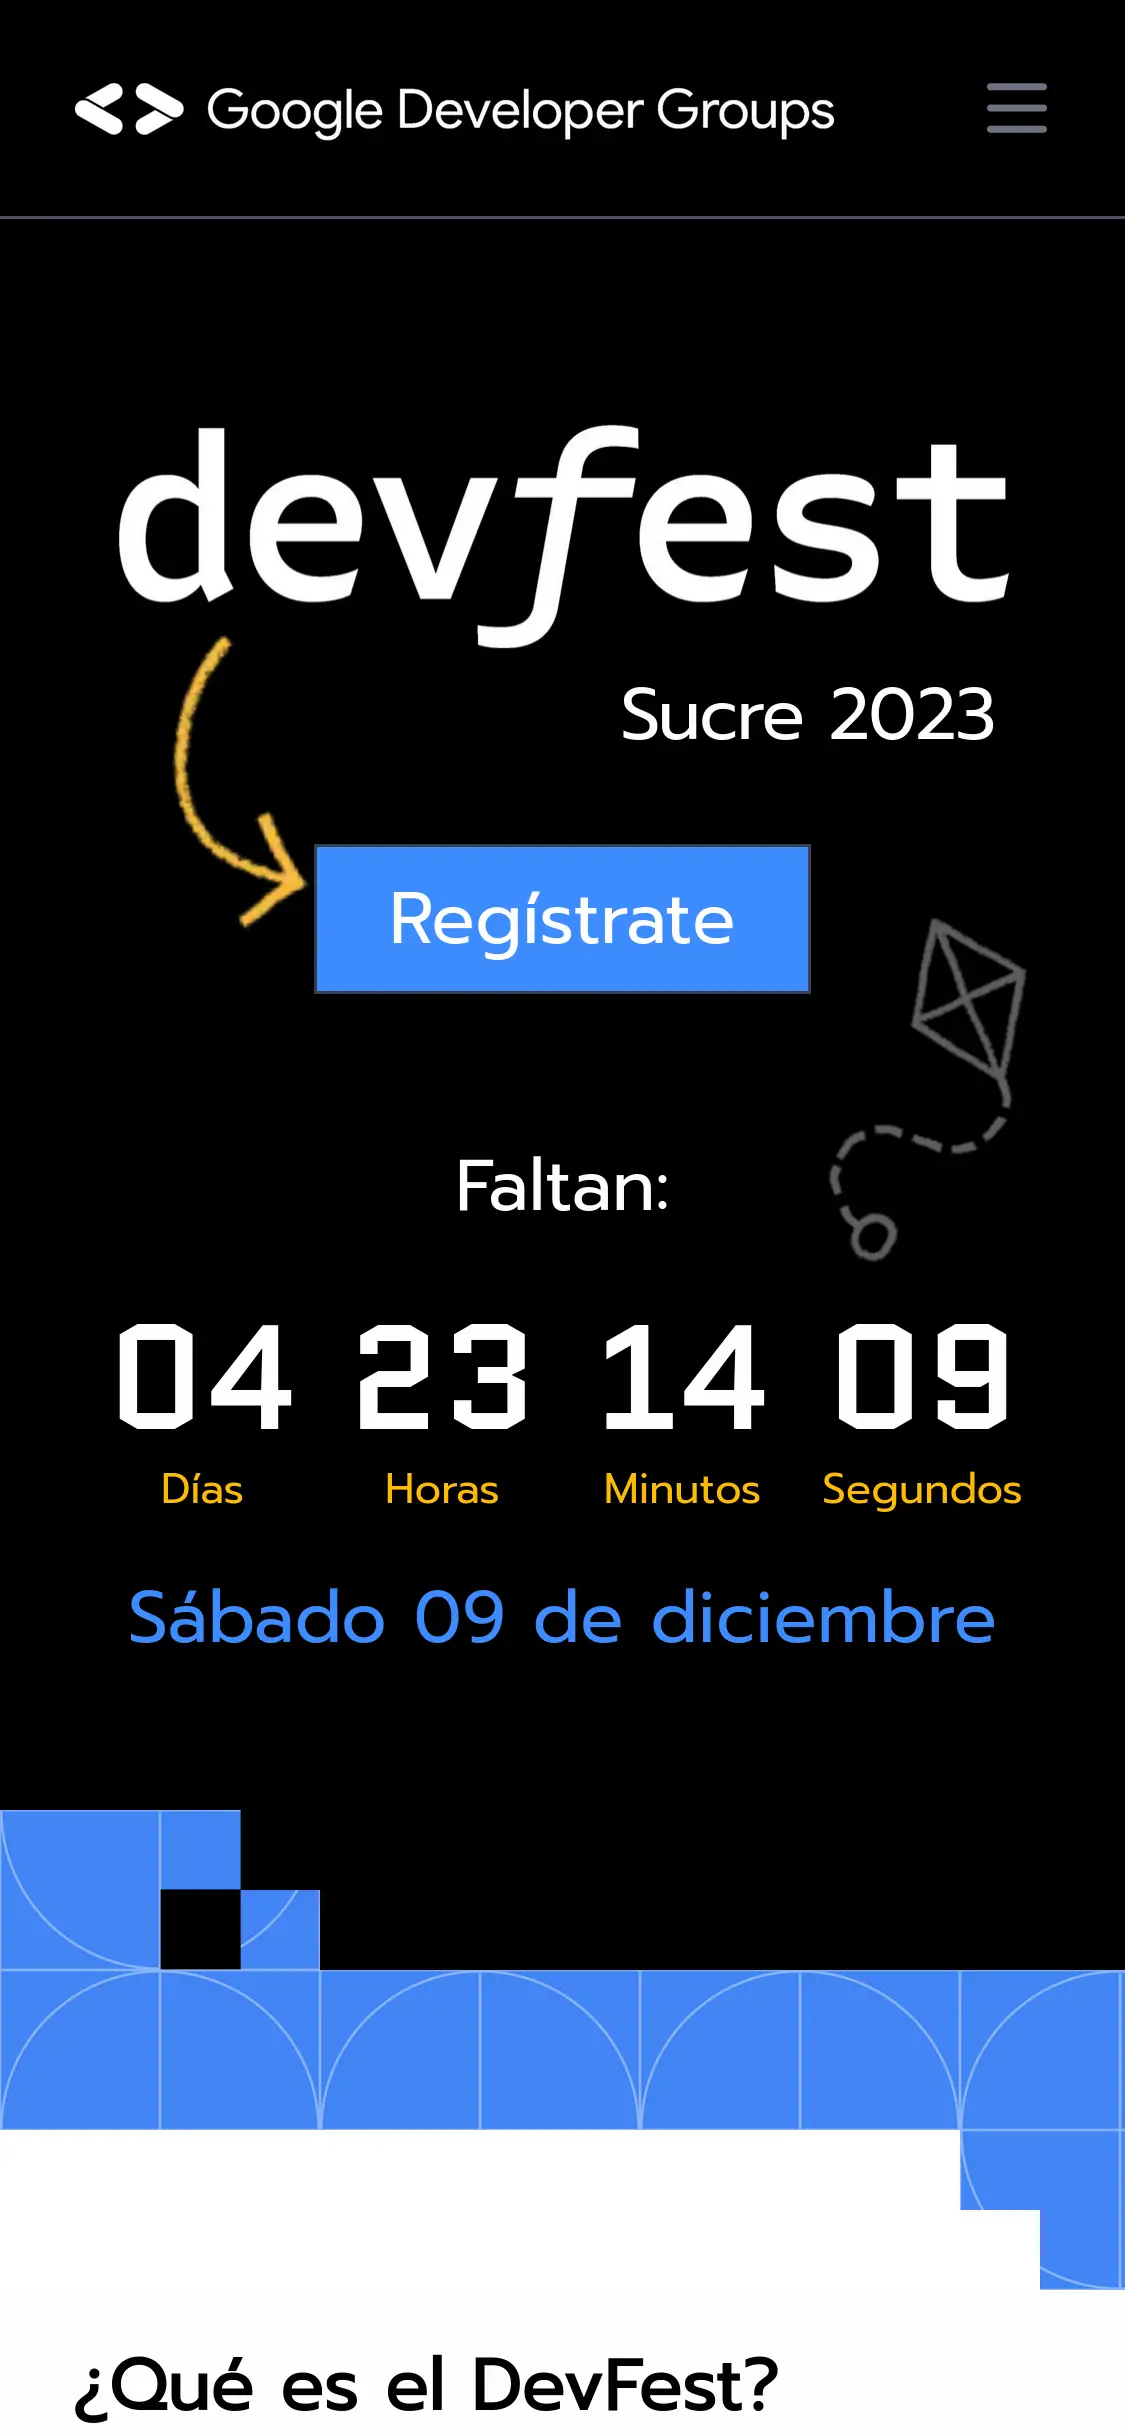 Google Developer Groups
devfest
Sucre 2023
Regístrate
Faltan:
04 23 14 09
Días Horas Minutos Segundos
Sábado 09 de diciembre
¿Qué es el DevFest?